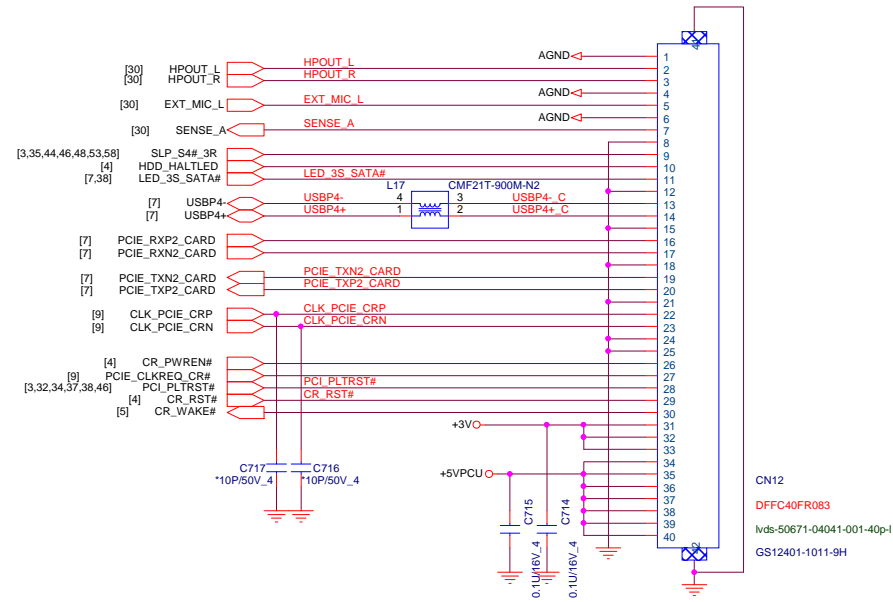 41
AGND 1
[30] HPOUT_L HPOUT_L 2
[30] HPOUT_R HPOUT_R 3
AGND 4
[30] EXT_MIC_L EXT_MIC_L 5
AGND 6
[30] SENSE_A SENSE_A 7
8
[3,35,44,46,48,53,58] SLP_S4#_3R 9
[4] HDD_HALTLED 10
[7,38] LED_3S_SATA# LED_3S_SATA# 11
L17 CMF21T-900M-N2 12
[7] USBP4- USBP4- 4 3 USBP4-_C 13
[7] USBP4+ USBP4+ 1 2 USBP4+_C 14
15
[7] PCIE_RXP2_CARD 16
[7] PCIE_RXN2_CARD 17
18
[7] PCIE_TXN2_CARD PCIE_TXN2_CARD 19
[7] PCIE_TXP2_CARD PCIE_TXP2_CARD 20
21
[9] CLK_PCIE_CRP CLK_PCIE_CRP 22
[9] CLK_PCIE_CRN CLK_PCIE_CRN 23
24
25
[4] CR_PWREN# 26
[9] PCIE_CLKREQ_CR# 27
[3,32,34,37,38,46] PCI_PLTRST# PCI_PLTRST# 28
[4] CR_RST# CR_RST# 29
[5] CR_WAKE# 30
+3V 31
32
33
34
+5VPCU 35
36
37
38
39
40
C717 C716
*10P/50V_4 *10P/50V_4
C715
0.1U/16V_4
C714
0.1U/16V_4
42
CN12
DFFC40FR083
lvds-50671-04041-001-40p-l
GS12401-1011-9H